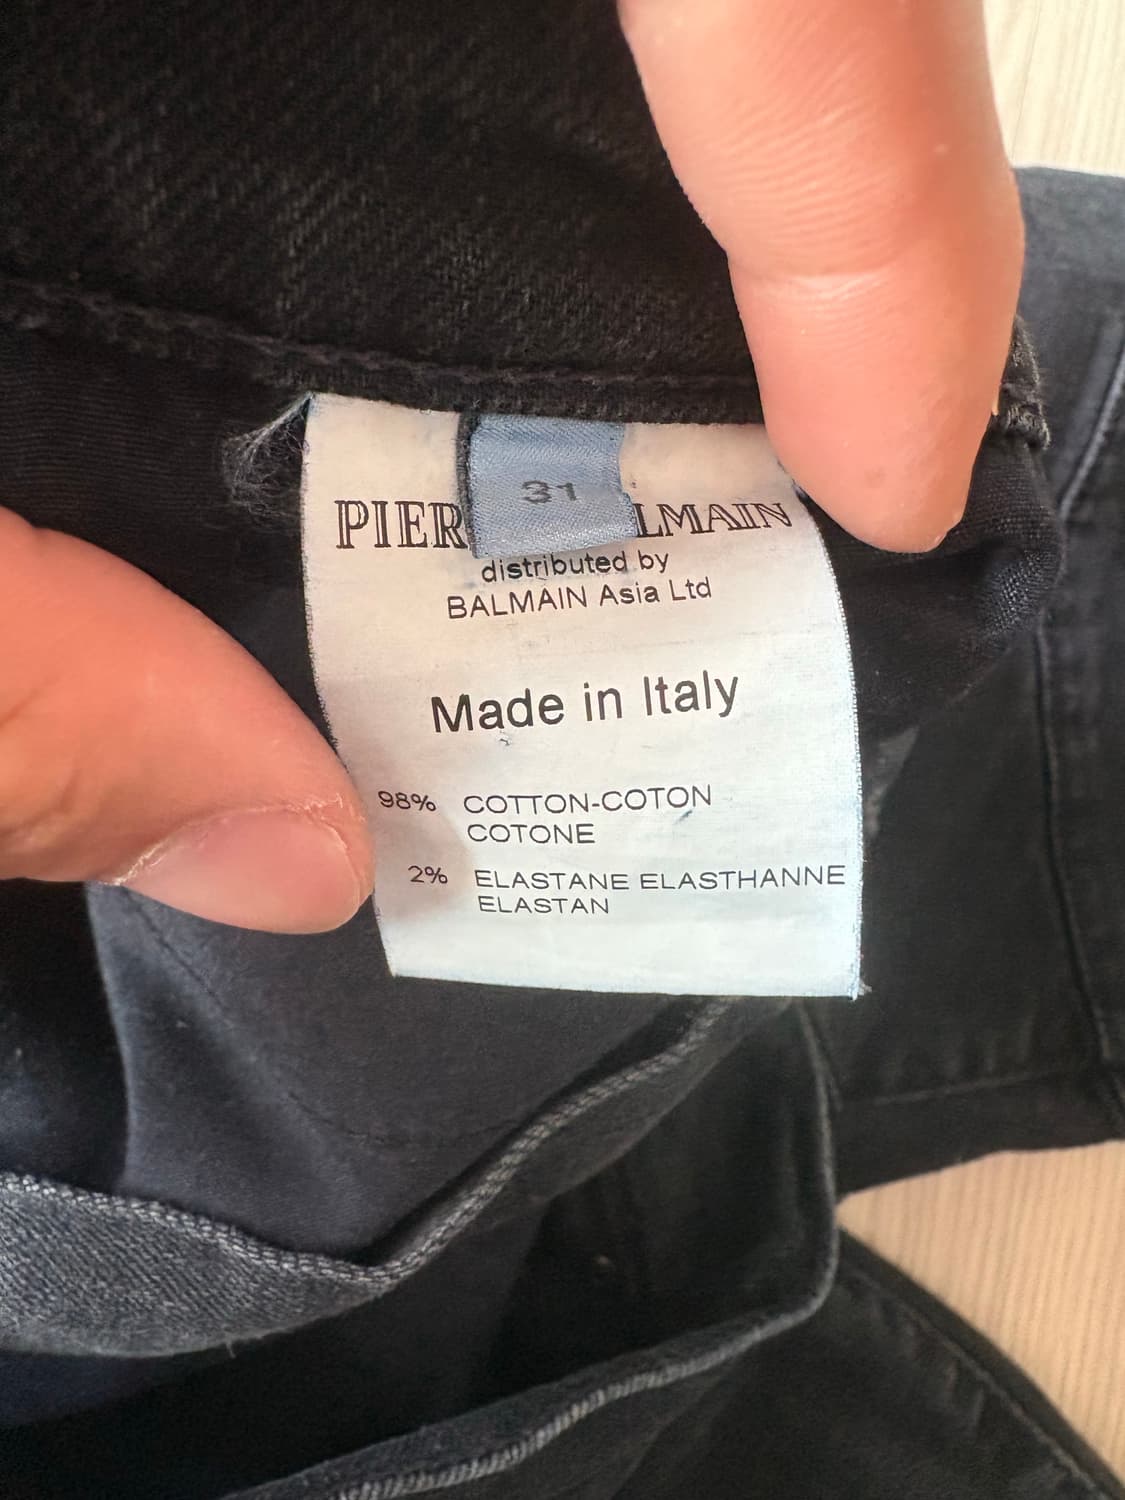 31
PIER LMAIN
distributed by
BALMAIN Asia Ltd
Made in Italy
98% COTTON-COTON
COTONE
2% ELASTANE ELASTHANNE
ELASTAN